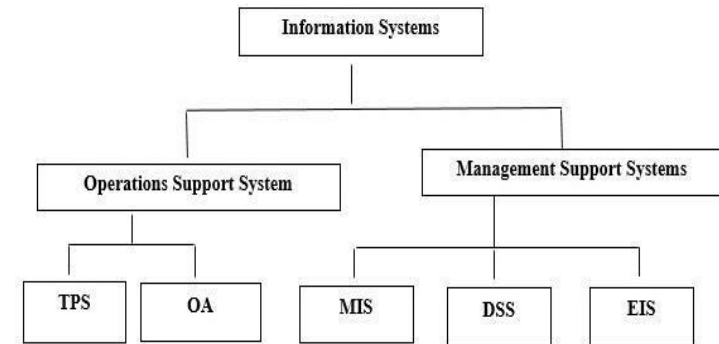 Information Systems
Operations Support System
Management Support Systems
TPS
OA
MIS
DSS
EIS